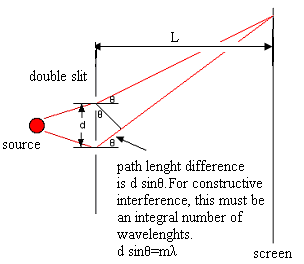 L
double slit
θ
θ
d
θ
source
path lenght difference
is d sinθ.For constructive
interference, this must be
an integral number of
wavelenghts.
d sinθ=mλ
screen